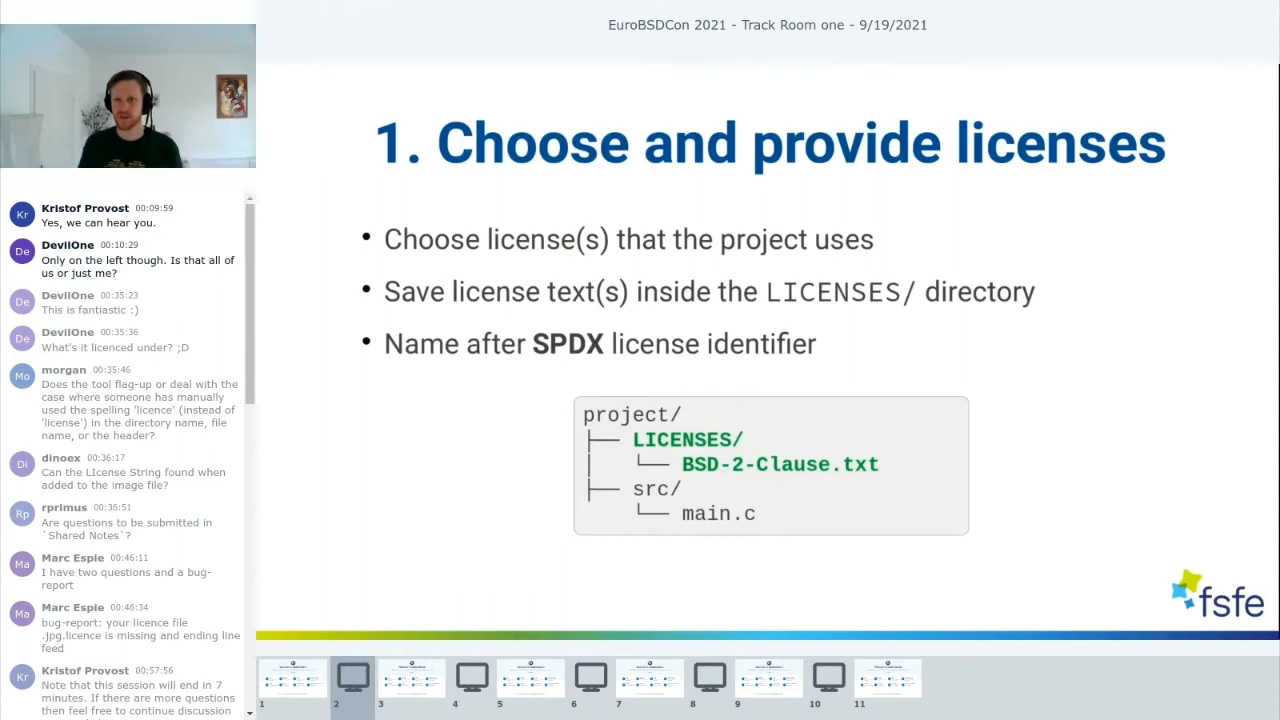 EuroBSDCon 2021 - Track Room one - 9/19/2021
Kr
Kristof Provost 00:09:59
Yes, we can hear you.
De
DevilOne 00:10:29
Only on the left though. Is that all of
us or just me?
De
DevilOne 00:35:23
This is fantiastic :)
De
DevilOne 00:35:36
What's it licenced under? ;D
Mo
morgan 00:35:46
Does the tool flag-up or deal with the
case where someone has manually
used the spelling 'licence' (instead of
'license') in the directory name, file
name, or the header?
Di
dinoex 00:36:17
Can the LIcense String found when
added to the image file?
Rp
rprimus 00:36:51
Are questions to be submitted in
`Shared Notes`?
Ma
Marc Espie 00:46:11
I have two questions and a bug-
report
Ma
Marc Espie 00:46:34
bug-report: your licence file
.jpg.licence is missing and ending line
feed
Kr
Kristof Provost 00:57:56
Note that this session will end in 7
minutes. If there are more questions
then feel free to continue discussion
1. Choose and provide licenses
• Choose license(s) that the project uses
• Save license text(s) inside the LICENSES/ directory
• Name after SPDX license identifier
project/
├── LICENSES/
│   └── BSD-2-Clause.txt
├── src/
    └── main.c
fsfe
1
2
3
4
5
6
7
8
9
10
11